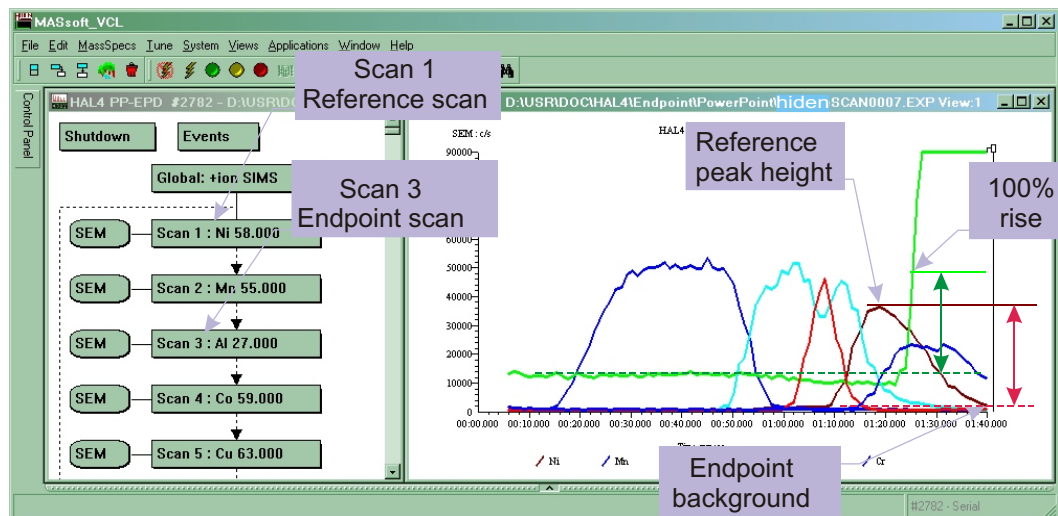 MASsoft_VCL
File Edit MassSpecs Tune System Views Applications Window Help
Control Panel
HAL4 PP-EPD #2782 - D:\USR\DO
D:\USR\DOC\HAL4\Endpoint\PowerPoint\hiden SCAN0007.EXP View:1
Scan 1
Reference scan
Shutdown
Events
Global: +ion SIMS
Scan 3
Endpoint scan
SEM
Scan 1 : Ni 58.000
SEM
Scan 2 : Mn 55.000
SEM
Scan 3 : Al 27.000
SEM
Scan 4 : Co 59.000
SEM
Scan 5 : Cu 63.000
SEM : c/s
HAL4
Reference
peak height
100%
rise
90000
60000
50000
40000
30000
20000
10000
0
00:00.000 00:10.000 00:20.000 00:30.000 00:40.000 00:50.000 01:00.000 01:10.000 01:20.000 01:30.000 01:40.000
Ni
Mn
Cr
Endpoint
background
#2782 - Serial